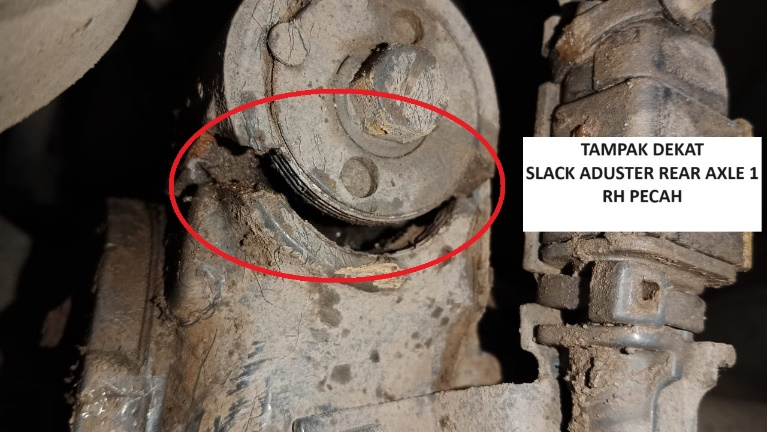 TAMPAK DEKAT
SLACK ADUSTER REAR AXLE 1
RH PECAH